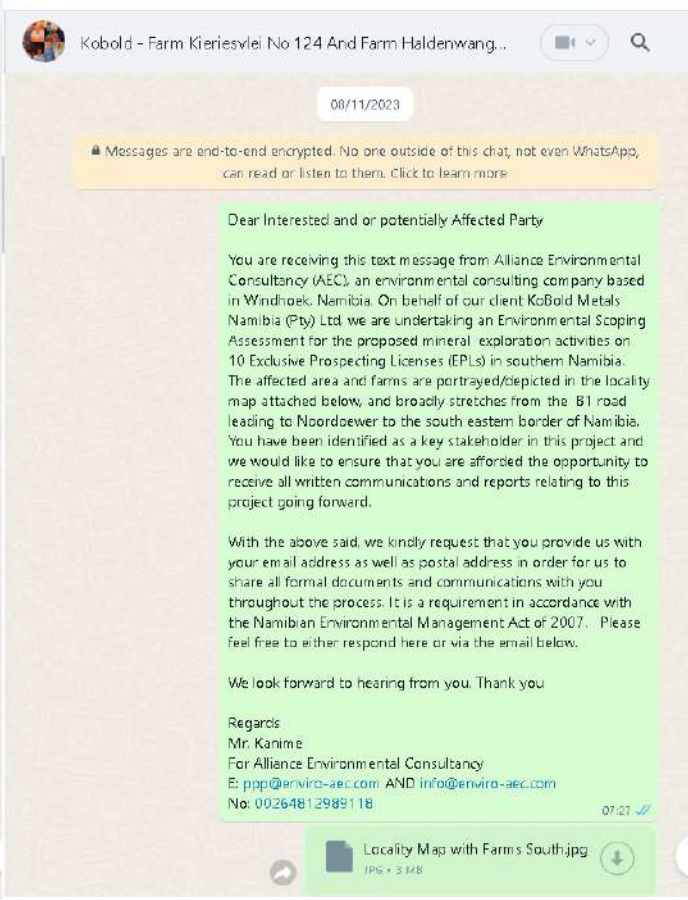 Kobold - Farm Kieriesvlei No 124 And Farm Haldenwang...
08/11/2023
Messages are end-to-end encrypted. No one outside of this chat, not even WhatsApp,
can read or listen to them. Click to learn more
Dear Interested and or potentially Affected Party
You are receiving this text message from Alliance Environmental
Consultancy (AEC), an environmental consulting company based
in Windhoek, Namibia. On behalf of our client KoBold Metals
Namibia (Pty) Ltd, we are undertaking an Environmental Scoping
Assessment for the proposed mineral exploration activities on
10 Exclusive Prospecting Licenses (EPLs) in southern Namibia.
The affected area and farms are portrayed/depicted in the locality
map attached below, and broadly stretches from the B1 road
leading to Noordoewer to the south eastern border of Namibia.
You have been identified as a key stakeholder in this project and
we would like to ensure that you are afforded the opportunity to
receive all written communications and reports relating to this
project going forward.
With the above said, we kindly request that you provide us with
your email address as well as postal address in order for us to
share all formal documents and communications with you
throughout the process. It is a requirement in accordance with
the Namibian Environmental Management Act of 2007. Please
feel free to either respond here or via the email below.
We look forward to hearing from you. Thank you
Regards
Mr. Kanime
For Alliance Environmental Consultancy
E: ppp@enviro-aec.com AND info@enviro-aec.com
No: 00264812989118
07:27
Locality Map with Farms South.jpg
JPG • 3 MB